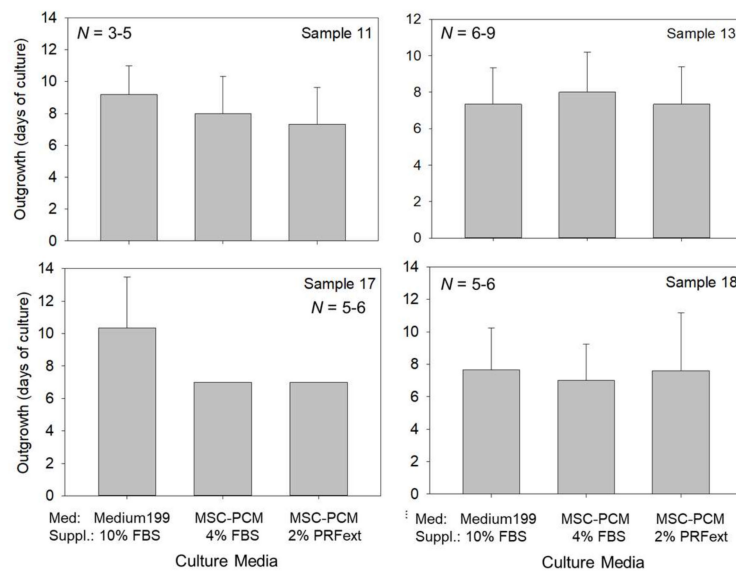 14
12
10
8
6
4
2
0
Outgrowth (days of culture)
N = 3-5
Sample 11
12
10
8
6
4
2
0
N = 6-9
Sample 13
14
12
10
8
6
4
2
0
Outgrowth (days of culture)
Sample 17
N = 5-6
14
12
10
8
6
4
2
0
N = 5-6
Sample 18
Med: Medium199 MSC-PCM MSC-PCM
Suppl.: 10% FBS 4% FBS 2% PRFext
Culture Media
Med: Medium199 MSC-PCM MSC-PCM
Suppl.: 10% FBS 4% FBS 2% PRFext
Culture Media